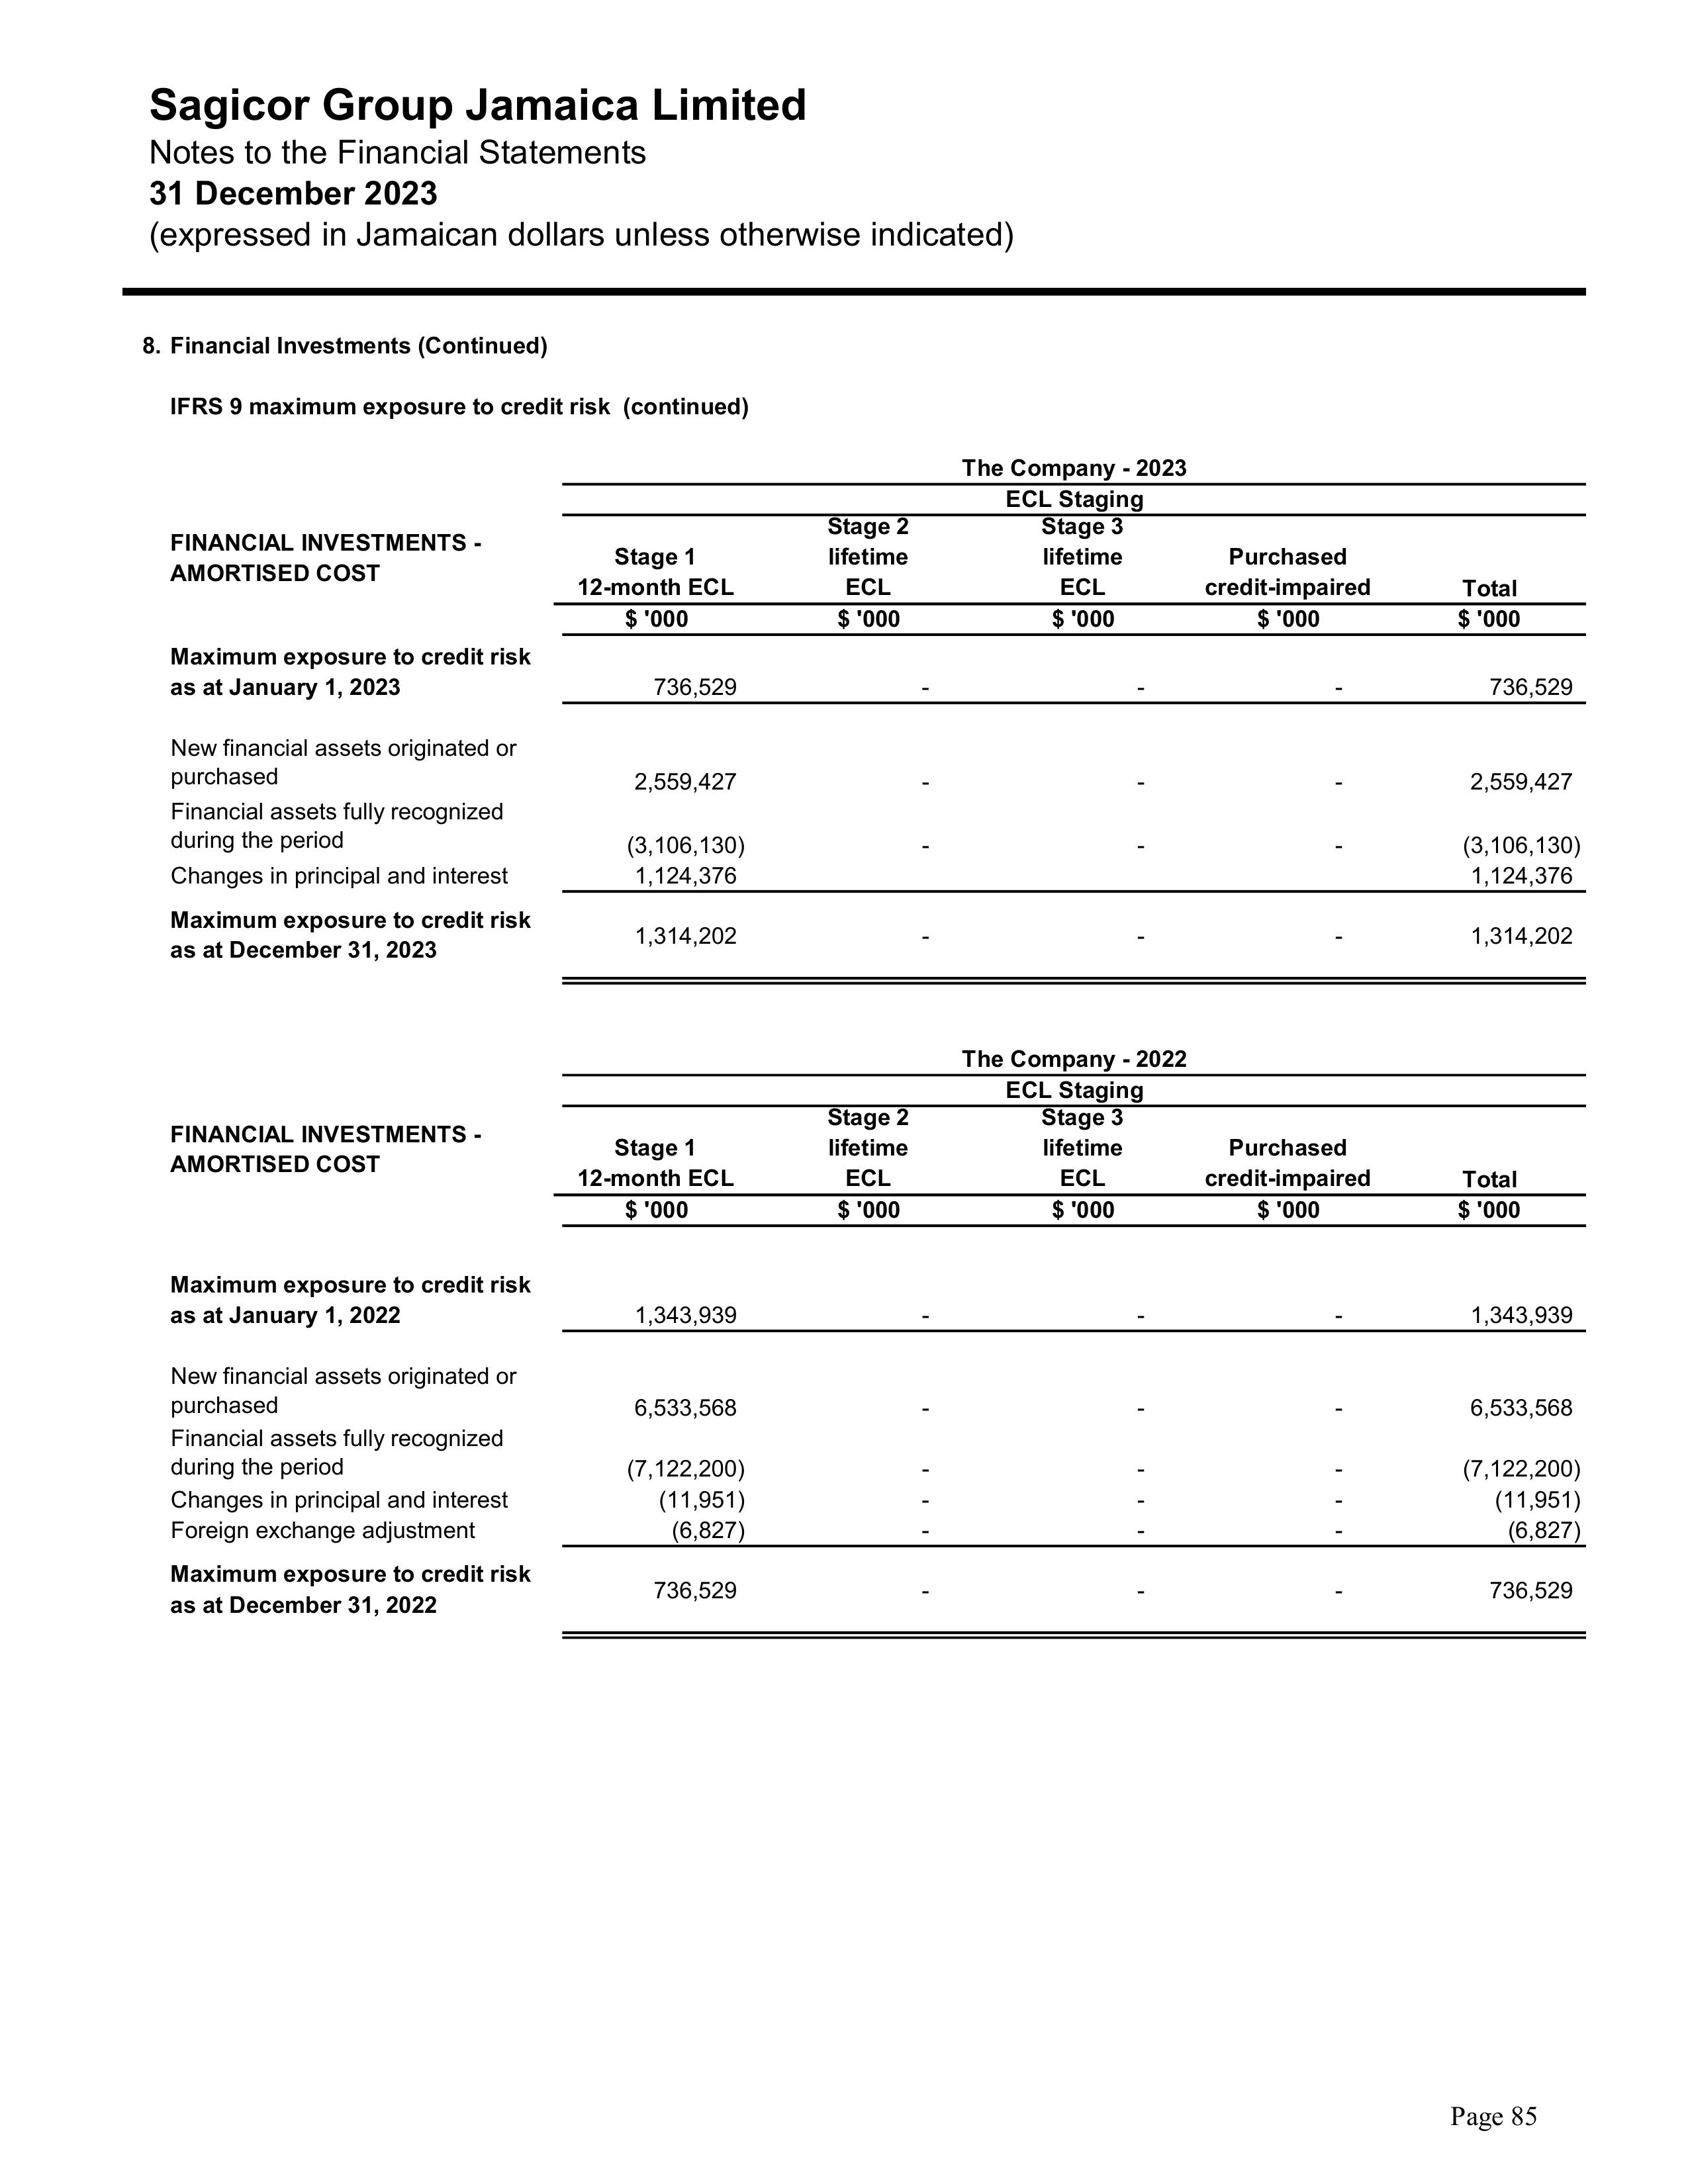 Sagicor Group Jamaica Limited
Notes to the Financial Statements
31 December 2023
(expressed in Jamaican dollars unless otherwise indicated)
8. Financial Investments (Continued)
IFRS 9 maximum exposure to credit risk (continued)
The Company - 2023
ECL Staging
FINANCIAL INVESTMENTS -
AMORTISED COST
Stage 1
12-month ECL
Stage 2
lifetime
ECL
Stage 3
lifetime
ECL
Purchased
credit-impaired
Total
$ '000 $ '000 $ '000 $ '000 $ '000
Maximum exposure to credit risk
as at January 1, 2023 736,529 - - - 736,529
New financial assets originated or
purchased 2,559,427 - - - 2,559,427
Financial assets fully recognized
during the period (3,106,130) - - - (3,106,130)
Changes in principal and interest 1,124,376 1,124,376
Maximum exposure to credit risk
as at December 31, 2023 1,314,202 - - - 1,314,202
The Company - 2022
ECL Staging
FINANCIAL INVESTMENTS -
AMORTISED COST
Stage 1
12-month ECL
Stage 2
lifetime
ECL
Stage 3
lifetime
ECL
Purchased
credit-impaired
Total
$ '000 $ '000 $ '000 $ '000 $ '000
Maximum exposure to credit risk
as at January 1, 2022 1,343,939 - - - 1,343,939
New financial assets originated or
purchased 6,533,568 - - - 6,533,568
Financial assets fully recognized
during the period (7,122,200) - - - (7,122,200)
Changes in principal and interest (11,951) - - - (11,951)
Foreign exchange adjustment (6,827) - - - (6,827)
Maximum exposure to credit risk
as at December 31, 2022 736,529 - - - 736,529
Page 85